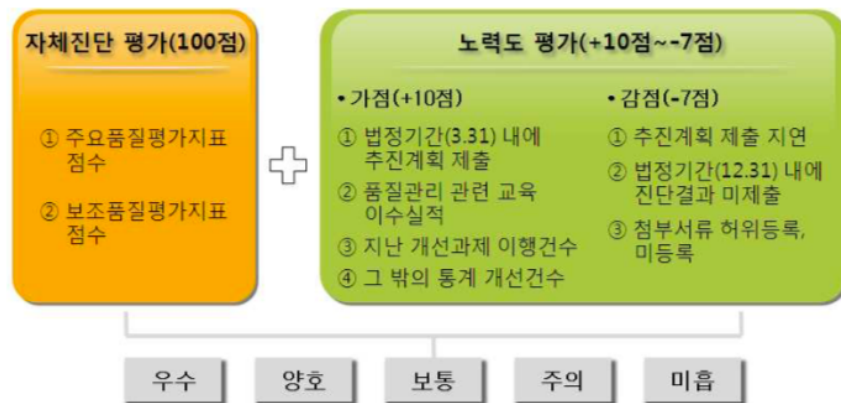 자체진단 평가(100점)
① 주요품질평가지표
점수
② 보조품질평가지표
점수
노력도 평가(+10점~-7점)
• 가점(+10점)
① 법정기간(3.31) 내에
추진계획 제출
② 품질관리 관련 교육
이수실적
③ 지난 개선과제 이행건수
④ 그 밖의 통계 개선건수
• 감점(-7점)
① 추진계획 제출 지연
② 법정기간(12.31) 내에
진단결과 미제출
③ 첨부서류 허위등록,
미등록
우수
양호
보통
주의
미흡